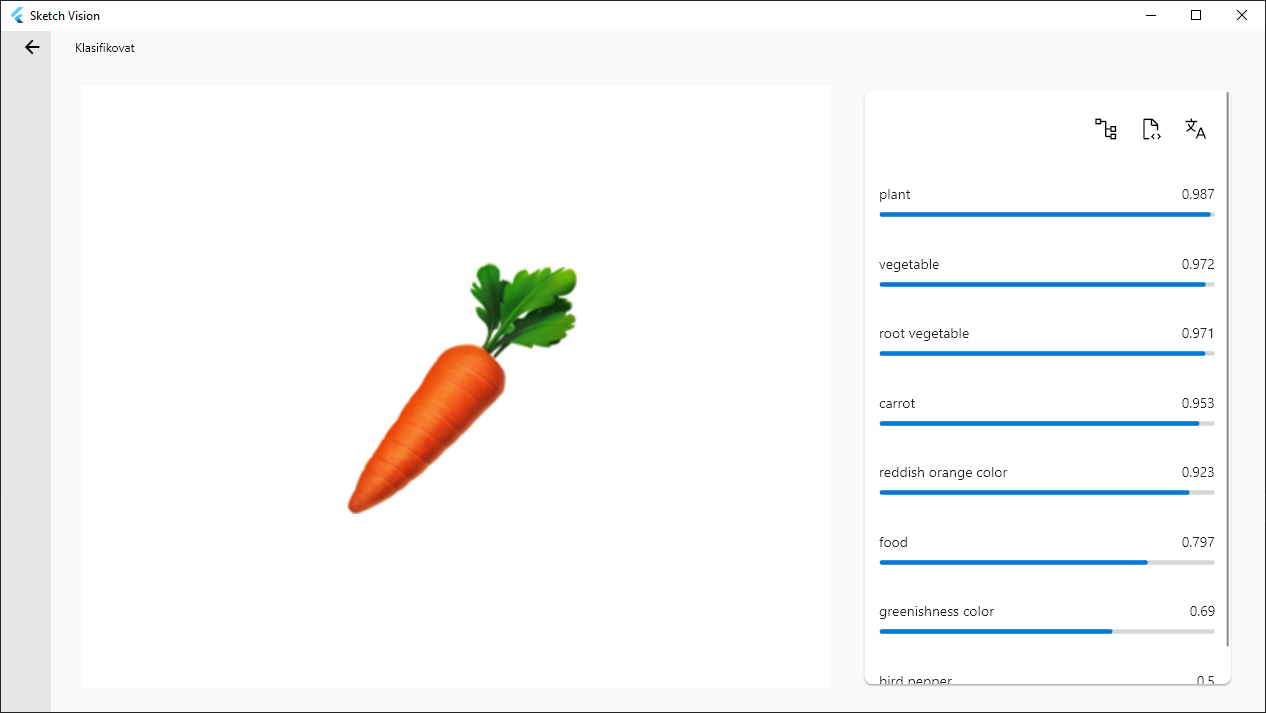 Sketch Vision
Klasifikovat
plant 0.987
vegetable 0.972
root vegetable 0.971
carrot 0.953
reddish orange color 0.923
food 0.797
greenishness color 0.69
bird pepper 0.5